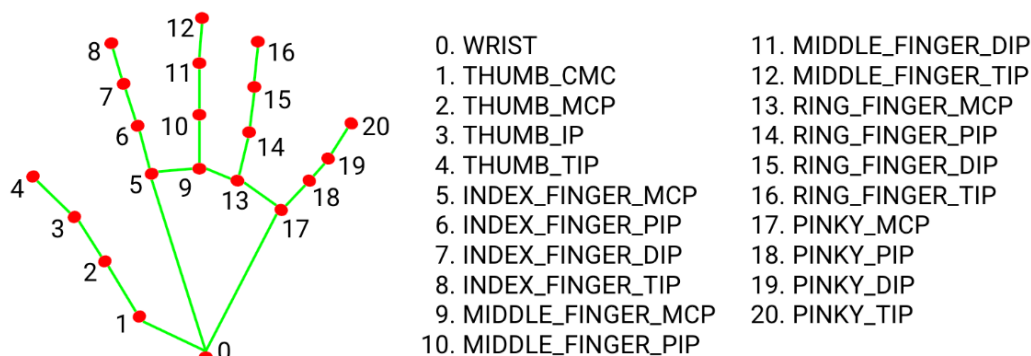 12
8
16
11
7
15
20
6
10
14
19
4
5
9
13
18
3
17
2
1
0
0. WRIST
1. THUMB_CMC
2. THUMB_MCP
3. THUMB_IP
4. THUMB_TIP
5. INDEX_FINGER_MCP
6. INDEX_FINGER_PIP
7. INDEX_FINGER_DIP
8. INDEX_FINGER_TIP
9. MIDDLE_FINGER_MCP
10. MIDDLE_FINGER_PIP
11. MIDDLE_FINGER_DIP
12. MIDDLE_FINGER_TIP
13. RING_FINGER_MCP
14. RING_FINGER_PIP
15. RING_FINGER_DIP
16. RING_FINGER_TIP
17. PINKY_MCP
18. PINKY_PIP
19. PINKY_DIP
20. PINKY_TIP